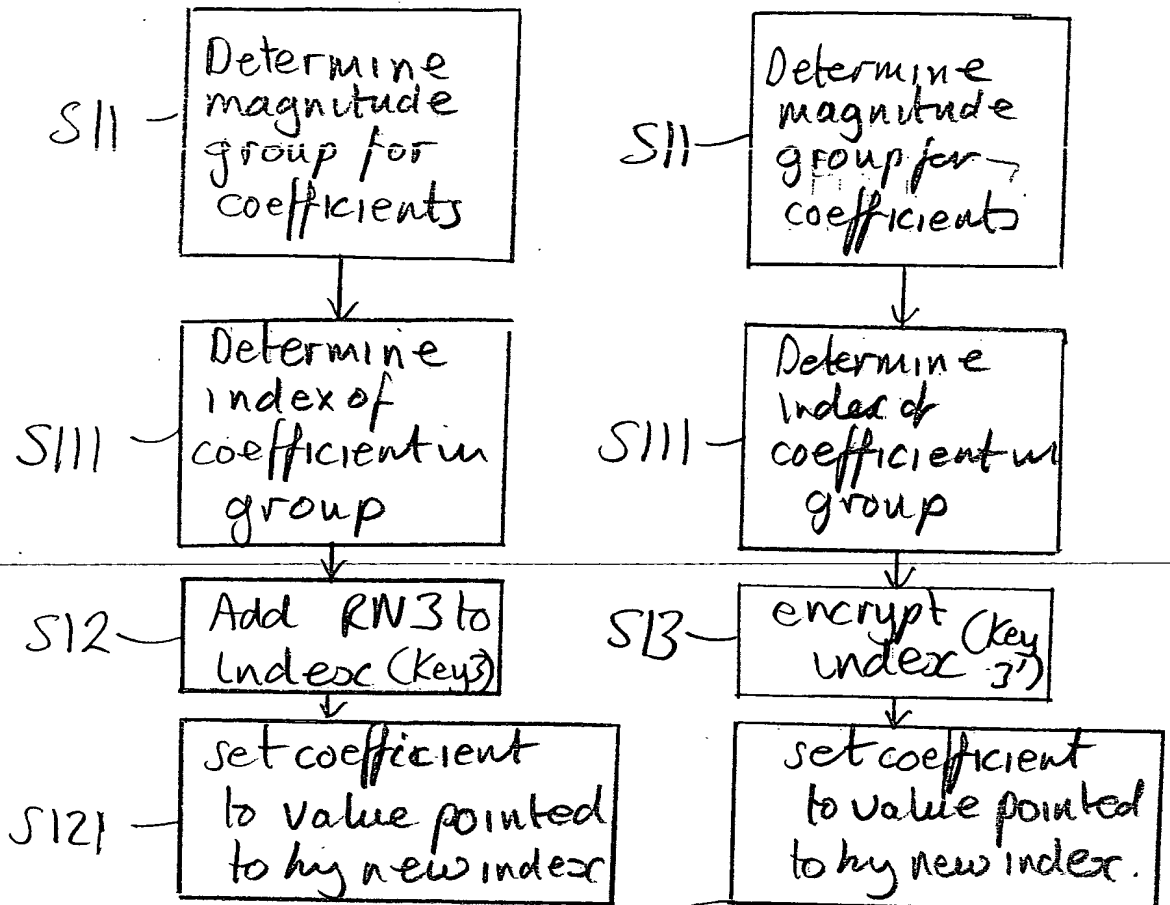 S11
Determine
magnitude
group for
coefficients
S111
Determine
index of
coefficient in
group
S12
Add RN3 to
index (Key3)
S121
set coefficient
to value pointed
to by new index
S11
Determine
magnitude
group for
coefficients
S111
Determine
index of
coefficient in
group
S13
encrypt (Key
index 3')
set coefficient
to value pointed
to by new index.